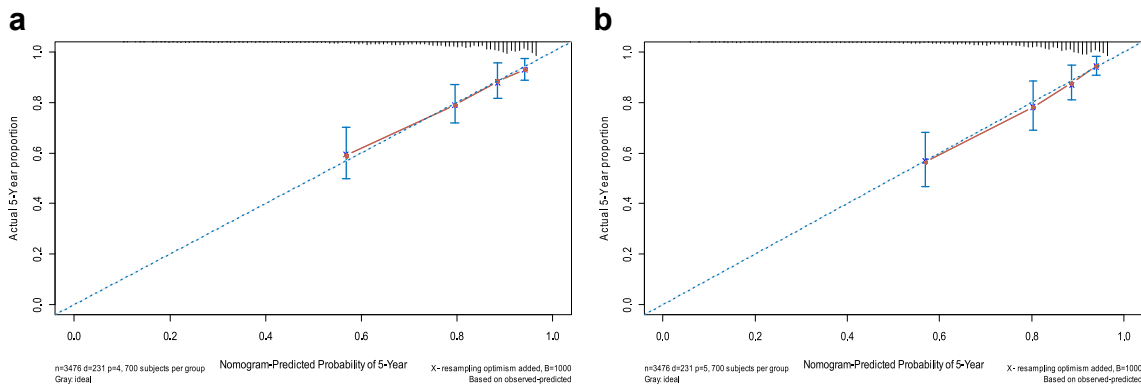 a
Actual 5-Year proportion
1.0
0.8
0.6
0.4
0.2
0.0
0.0 0.2 0.4 0.6 0.8 1.0
Nomogram-Predicted Probability of 5-Year
n=3476 d=231 p=4, 700 subjects per group
Gray: ideal
X - resampling optimism added, B=1000
Based on observed-predicted
b
Actual 5-Year proportion
1.0
0.8
0.6
0.4
0.2
0.0
0.0 0.2 0.4 0.6 0.8 1.0
Nomogram-Predicted Probability of 5-Year
n=3476 d=231 p=5, 700 subjects per group
Gray: ideal
X - resampling optimism added, B=1000
Based on observed-predicted